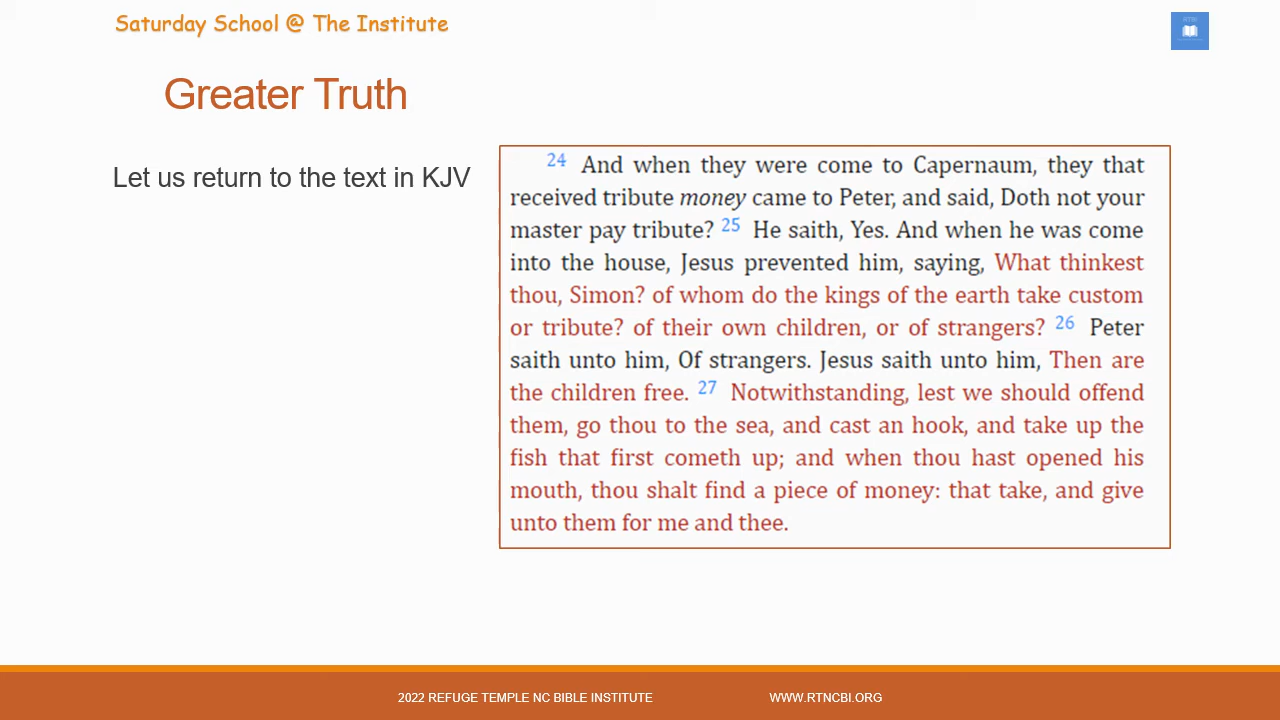 Saturday School @ The Institute
RTBI
Greater Truth
Let us return to the text in KJV
24 And when they were come to Capernaum, they that
received tribute money came to Peter, and said, Doth not your
master pay tribute? 25 He saith, Yes. And when he was come
into the house, Jesus prevented him, saying, What thinkest
thou, Simon? of whom do the kings of the earth take custom
or tribute? of their own children, or of strangers? 26 Peter
saith unto him, Of strangers. Jesus saith unto him, Then are
the children free. 27 Notwithstanding, lest we should offend
them, go thou to the sea, and cast an hook, and take up the
fish that first cometh up; and when thou hast opened his
mouth, thou shalt find a piece of money: that take, and give
unto them for me and thee.
2022 REFUGE TEMPLE NC BIBLE INSTITUTE
WWW.RTNCBI.ORG